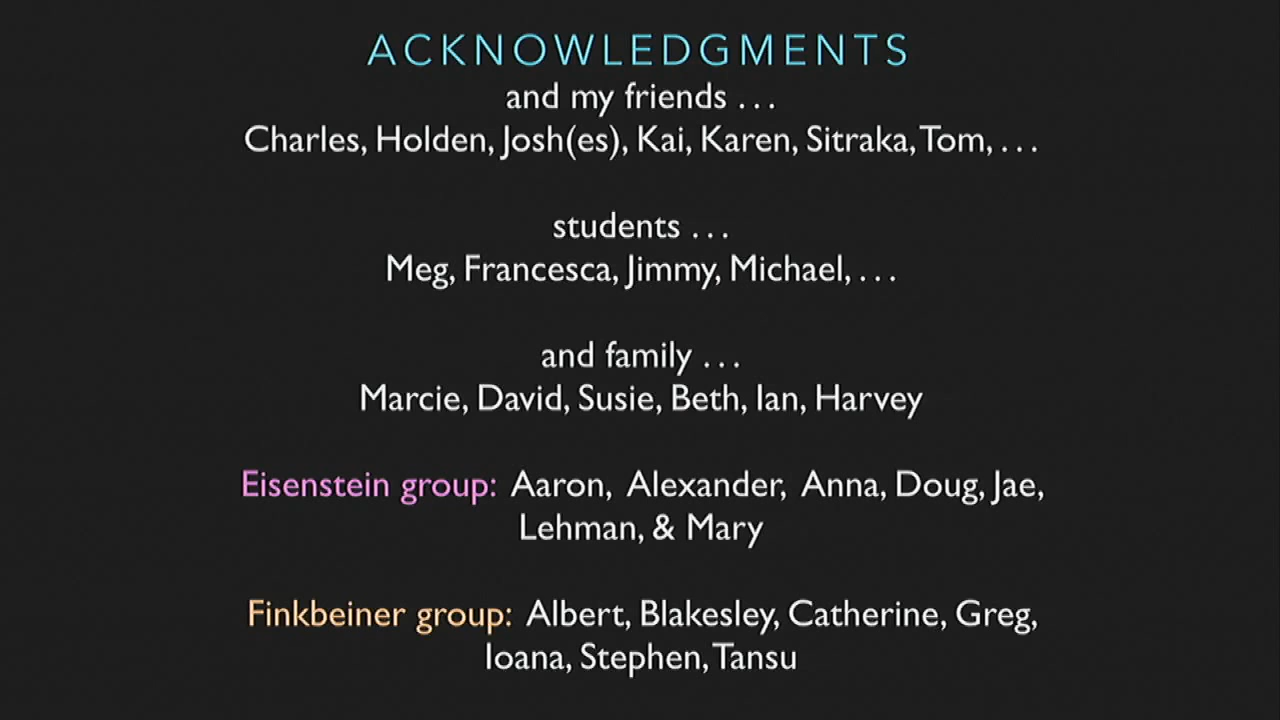 ACKNOWLEDGMENTS
and my friends . . .
Charles, Holden, Josh(es), Kai, Karen, Sitraka, Tom, . . .
students . . .
Meg, Francesca, Jimmy, Michael, . . .
and family . . .
Marcie, David, Susie, Beth, Ian, Harvey
Eisenstein group: Aaron, Alexander, Anna, Doug, Jae,
Lehman, & Mary
Finkbeiner group: Albert, Blakesley, Catherine, Greg,
Ioana, Stephen, Tansu